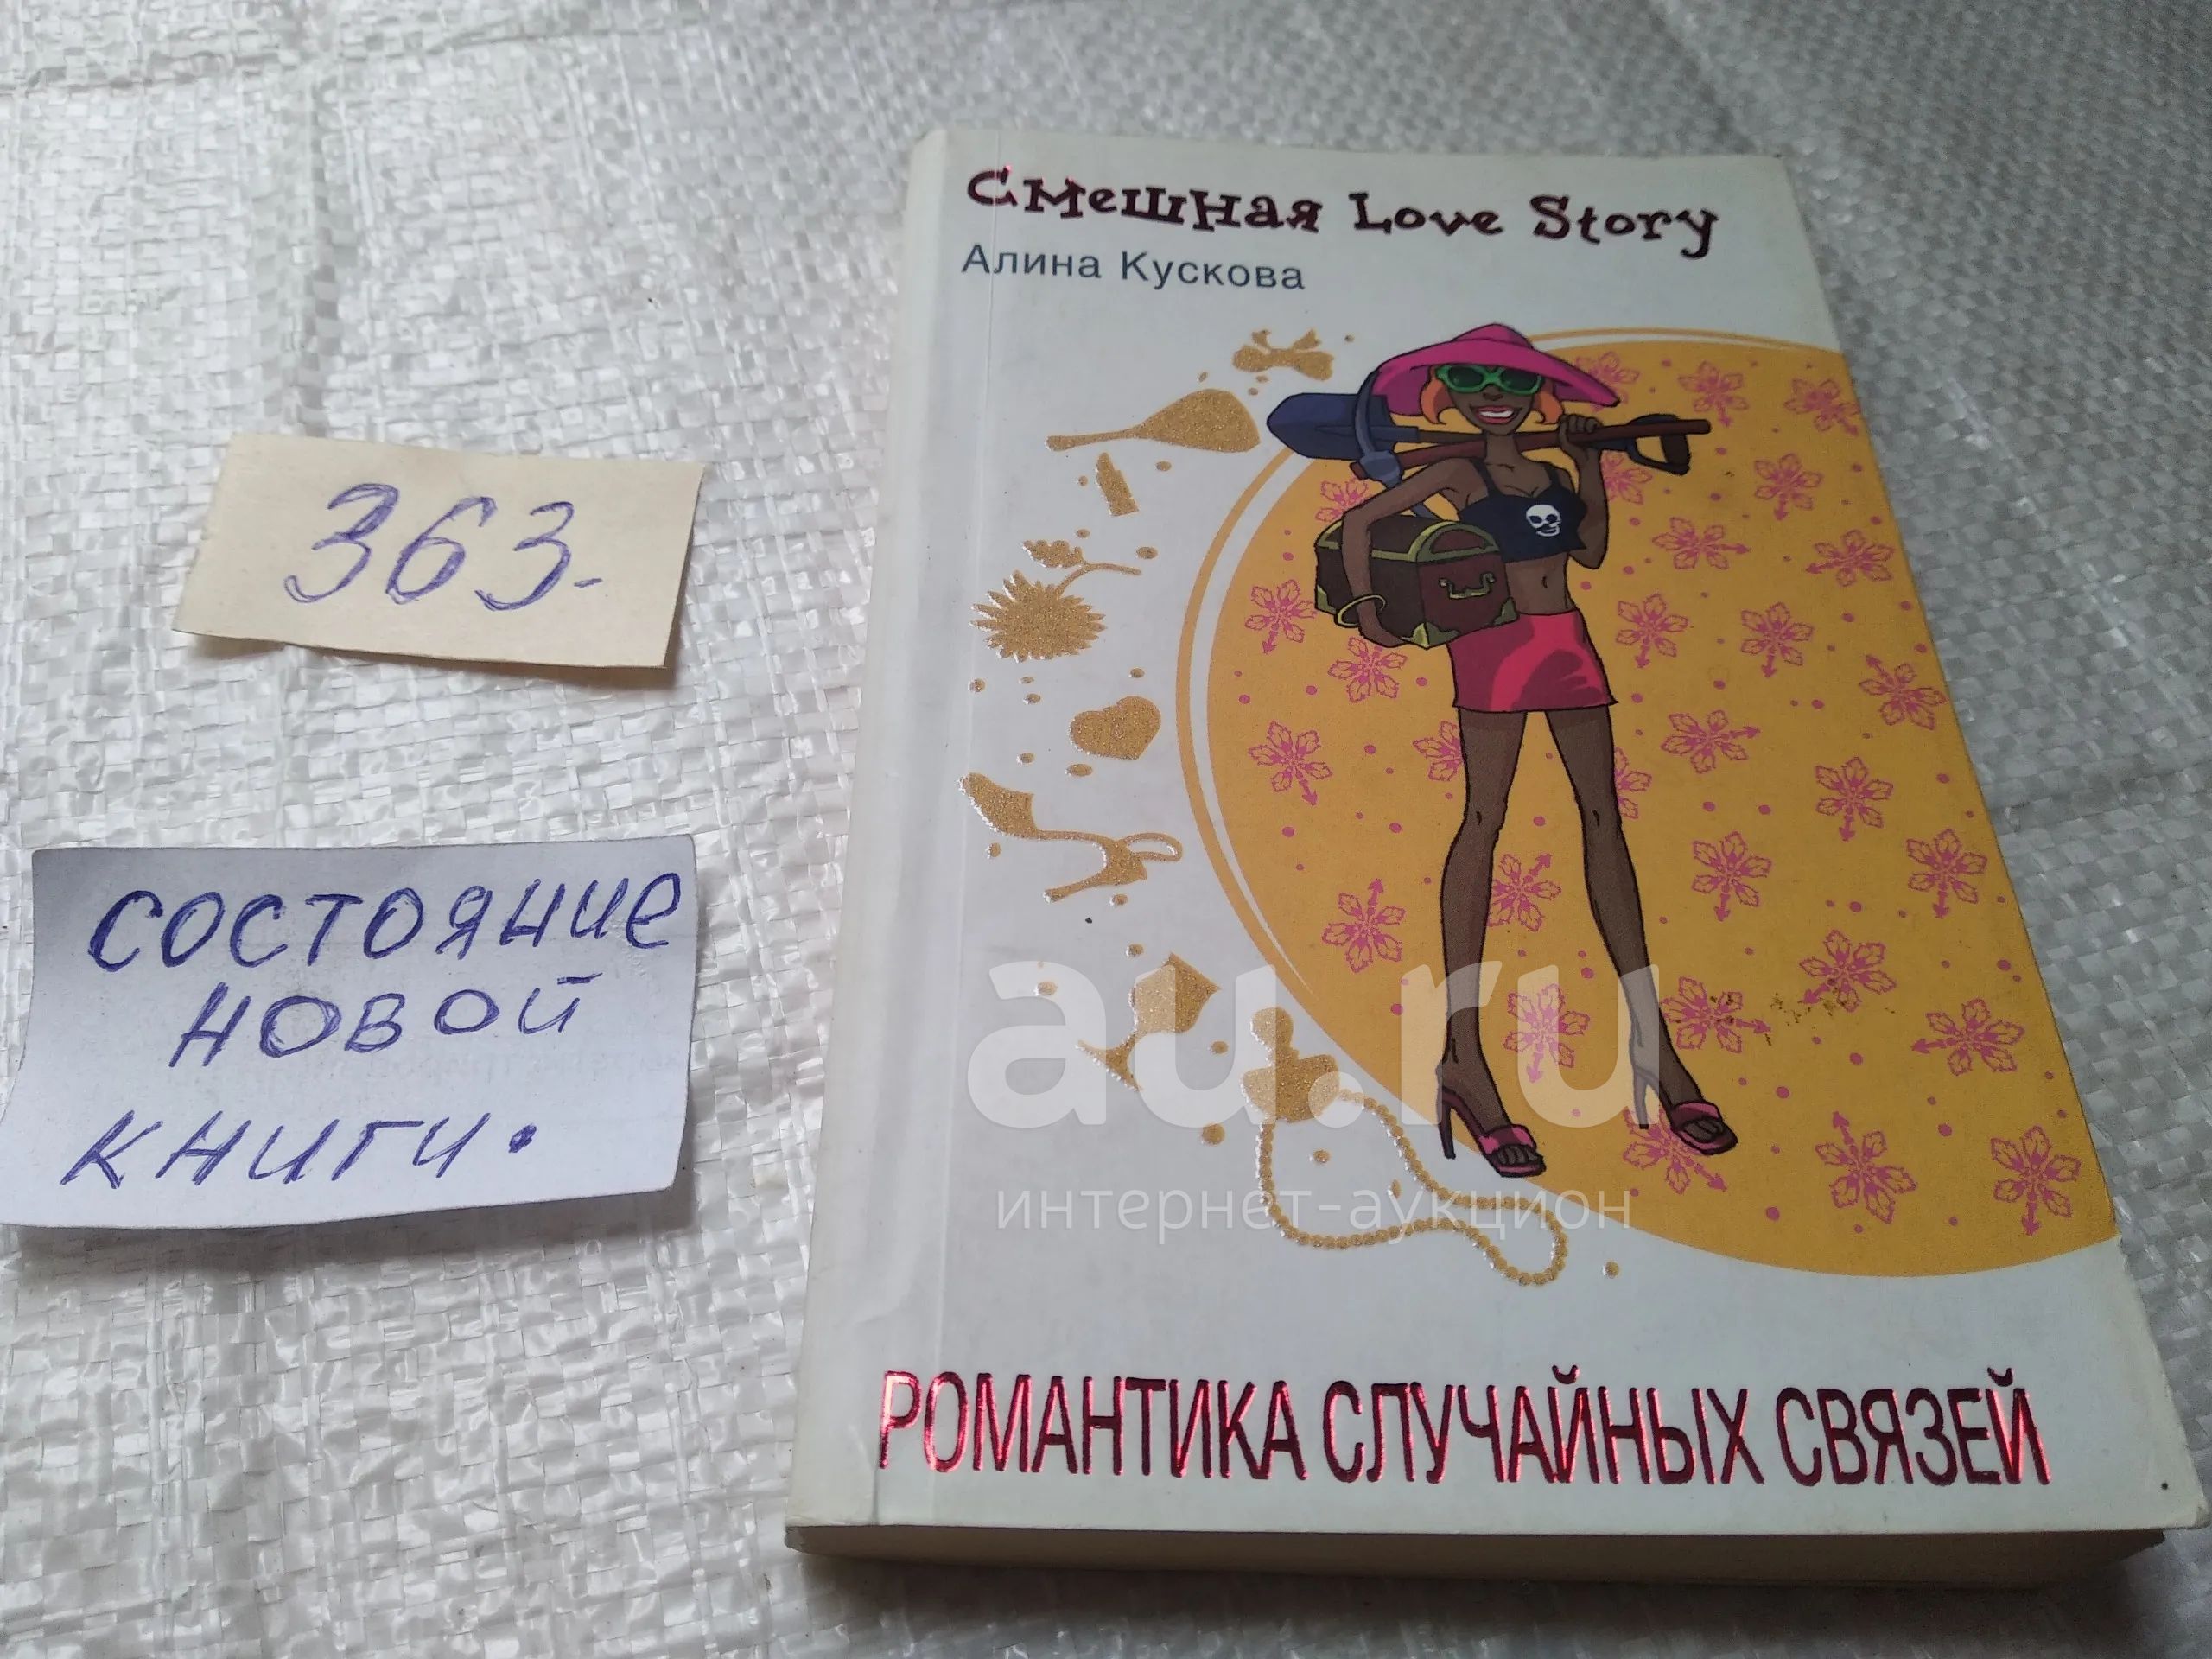 Смешная Love Story
Алина Кускова
363-
состояние
новой
книги.
au.ru
интернет-аукцион
РОМАНТИКА СЛУЧАЙНЫХ СВЯЗЕЙ